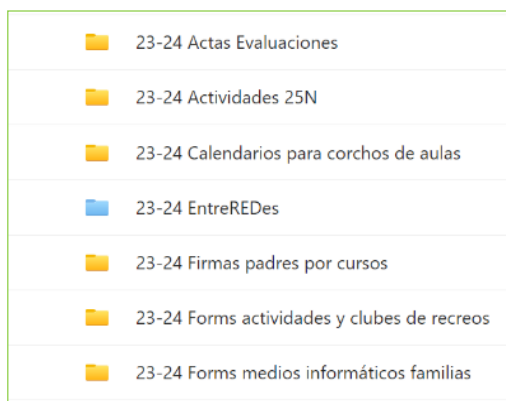 23-24 Actas Evaluaciones
23-24 Actividades 25N
23-24 Calendarios para corchos de aulas
23-24 EntreREDes
23-24 Firmas padres por cursos
23-24 Forms actividades y clubes de recreos
23-24 Forms medios informáticos familias